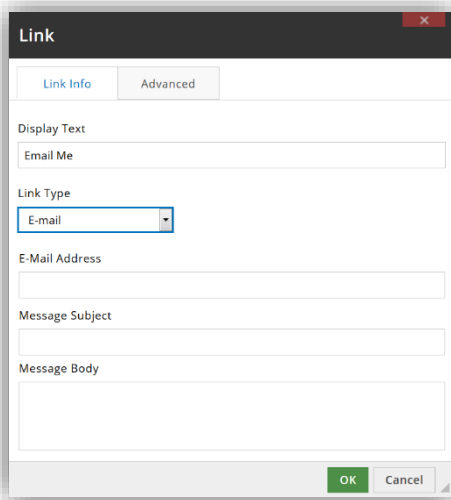 Link
Link Info
Advanced
Display Text
Email Me
Link Type
E-mail
E-Mail Address
Message Subject
Message Body
OK
Cancel